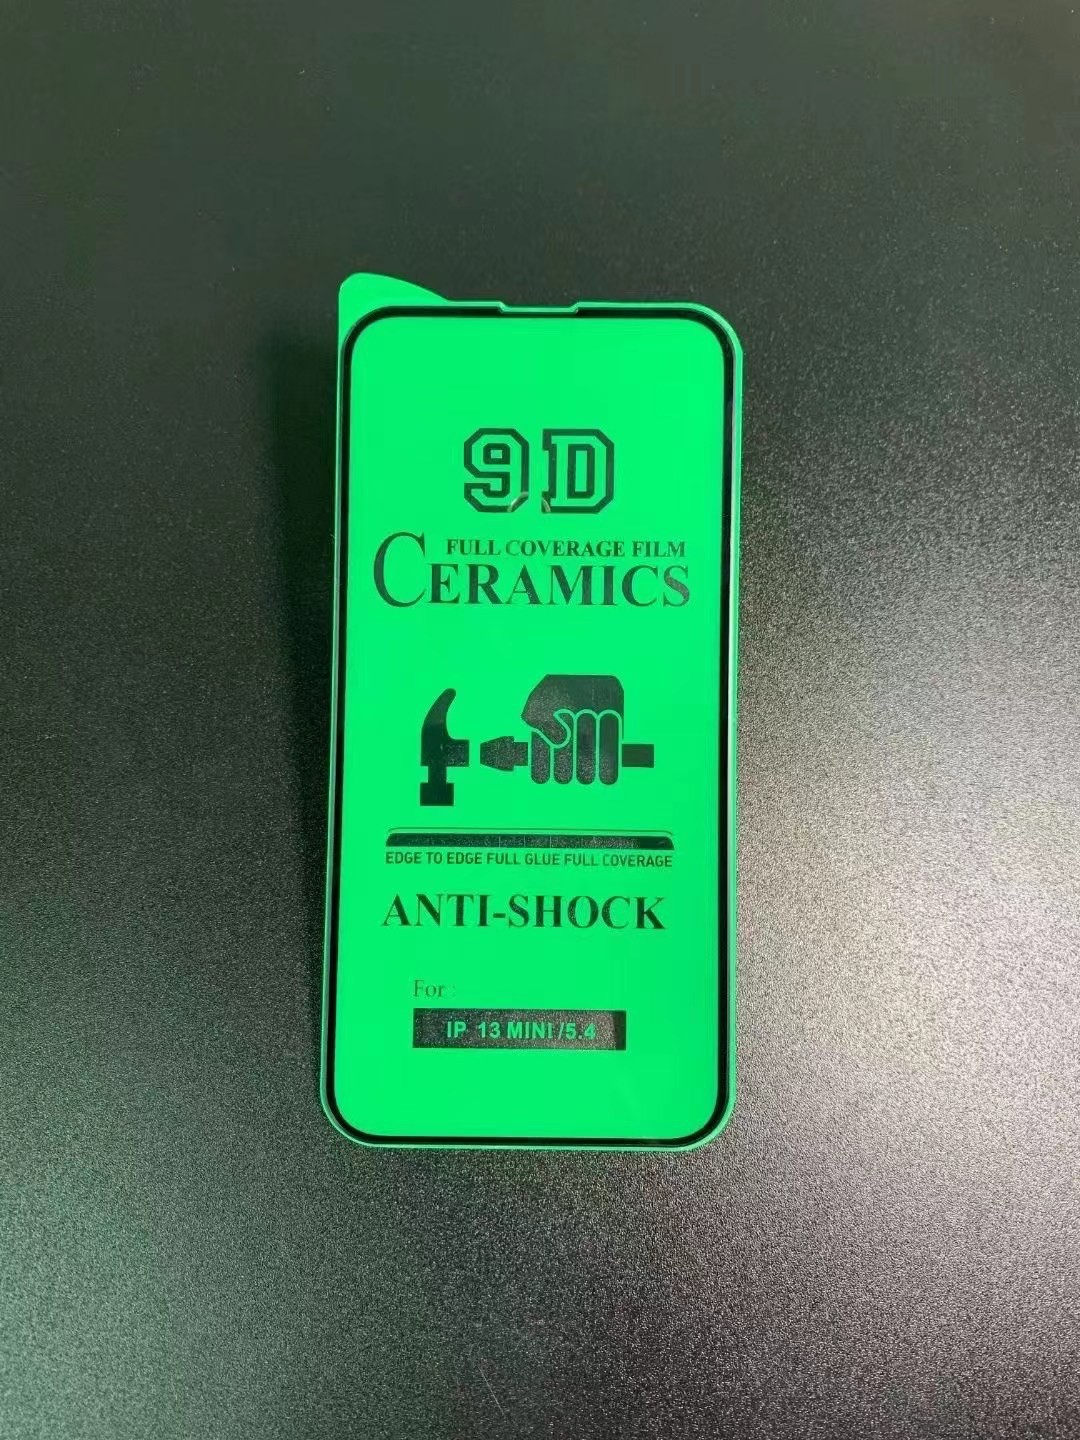 9D
FULL COVERAGE FILM
CERAMICS
EDGE TO EDGE FULL GLUE FULL COVERAGE
ANTI-SHOCK
For :
IP 13 MINI /5.4